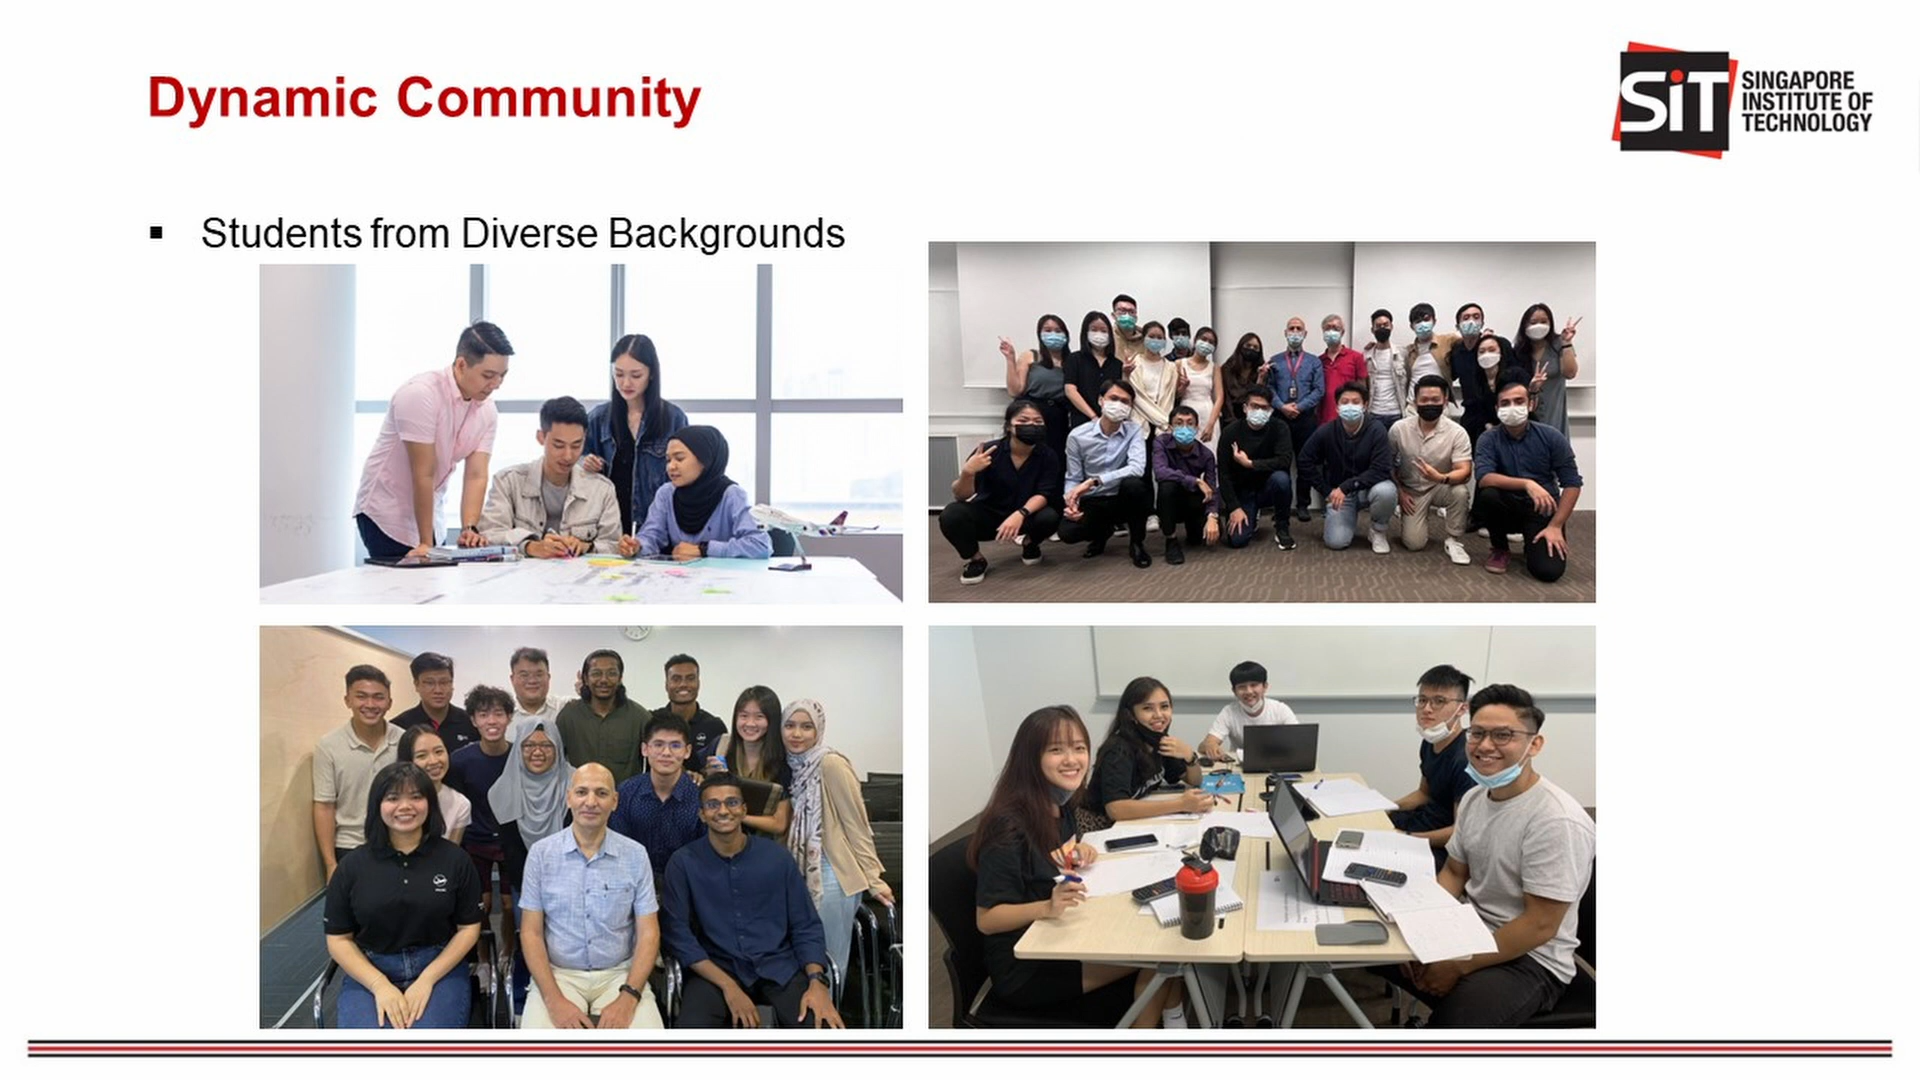 Dynamic Community
SiT
SINGAPORE
INSTITUTE OF
TECHNOLOGY
▪ Students from Diverse Backgrounds